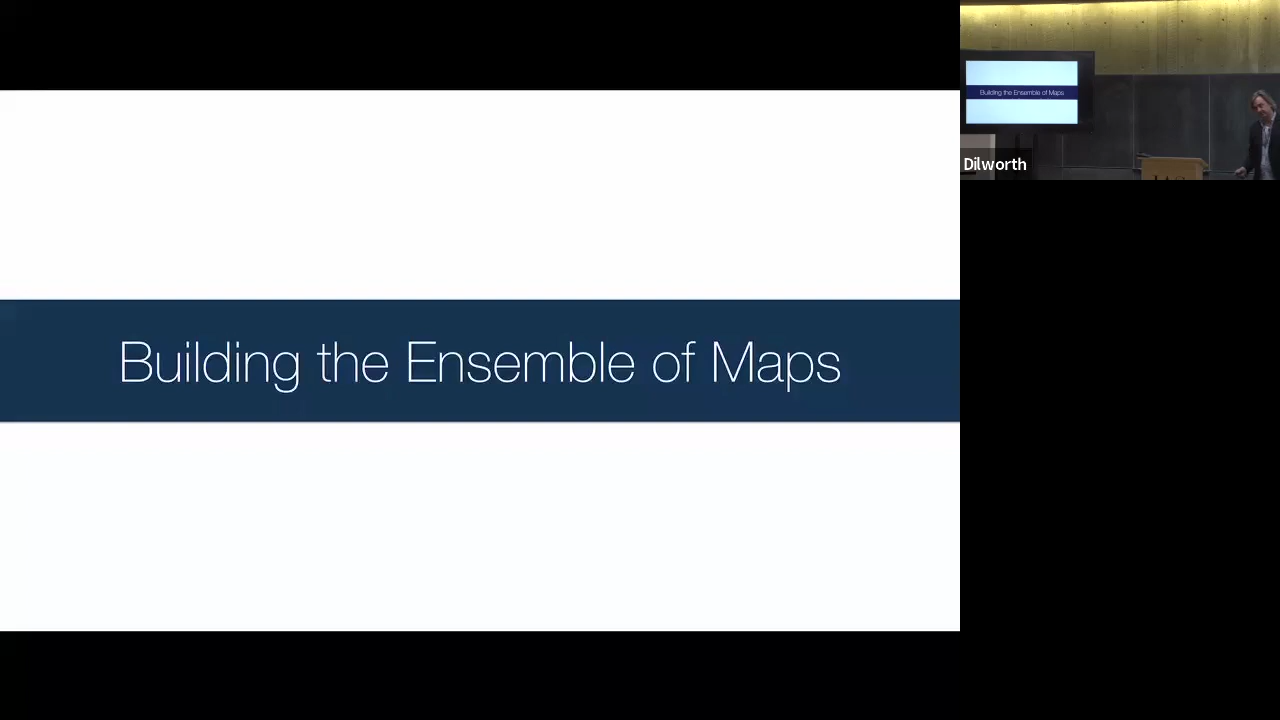 Building the Ensemble of Maps
Building the Ensemble of Maps
Dilworth